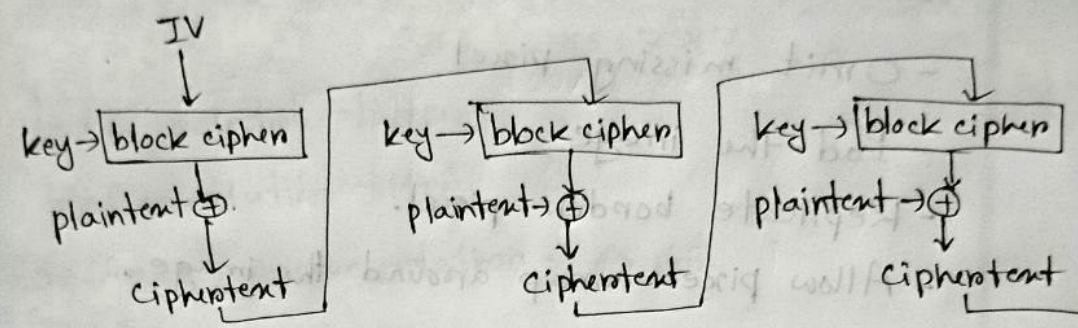 IV
key → block cipher key → block cipher key → block cipher
plaintext ⊕ plaintext → ⊕ plaintext → ⊕
ciphertext ciphertext ciphertext